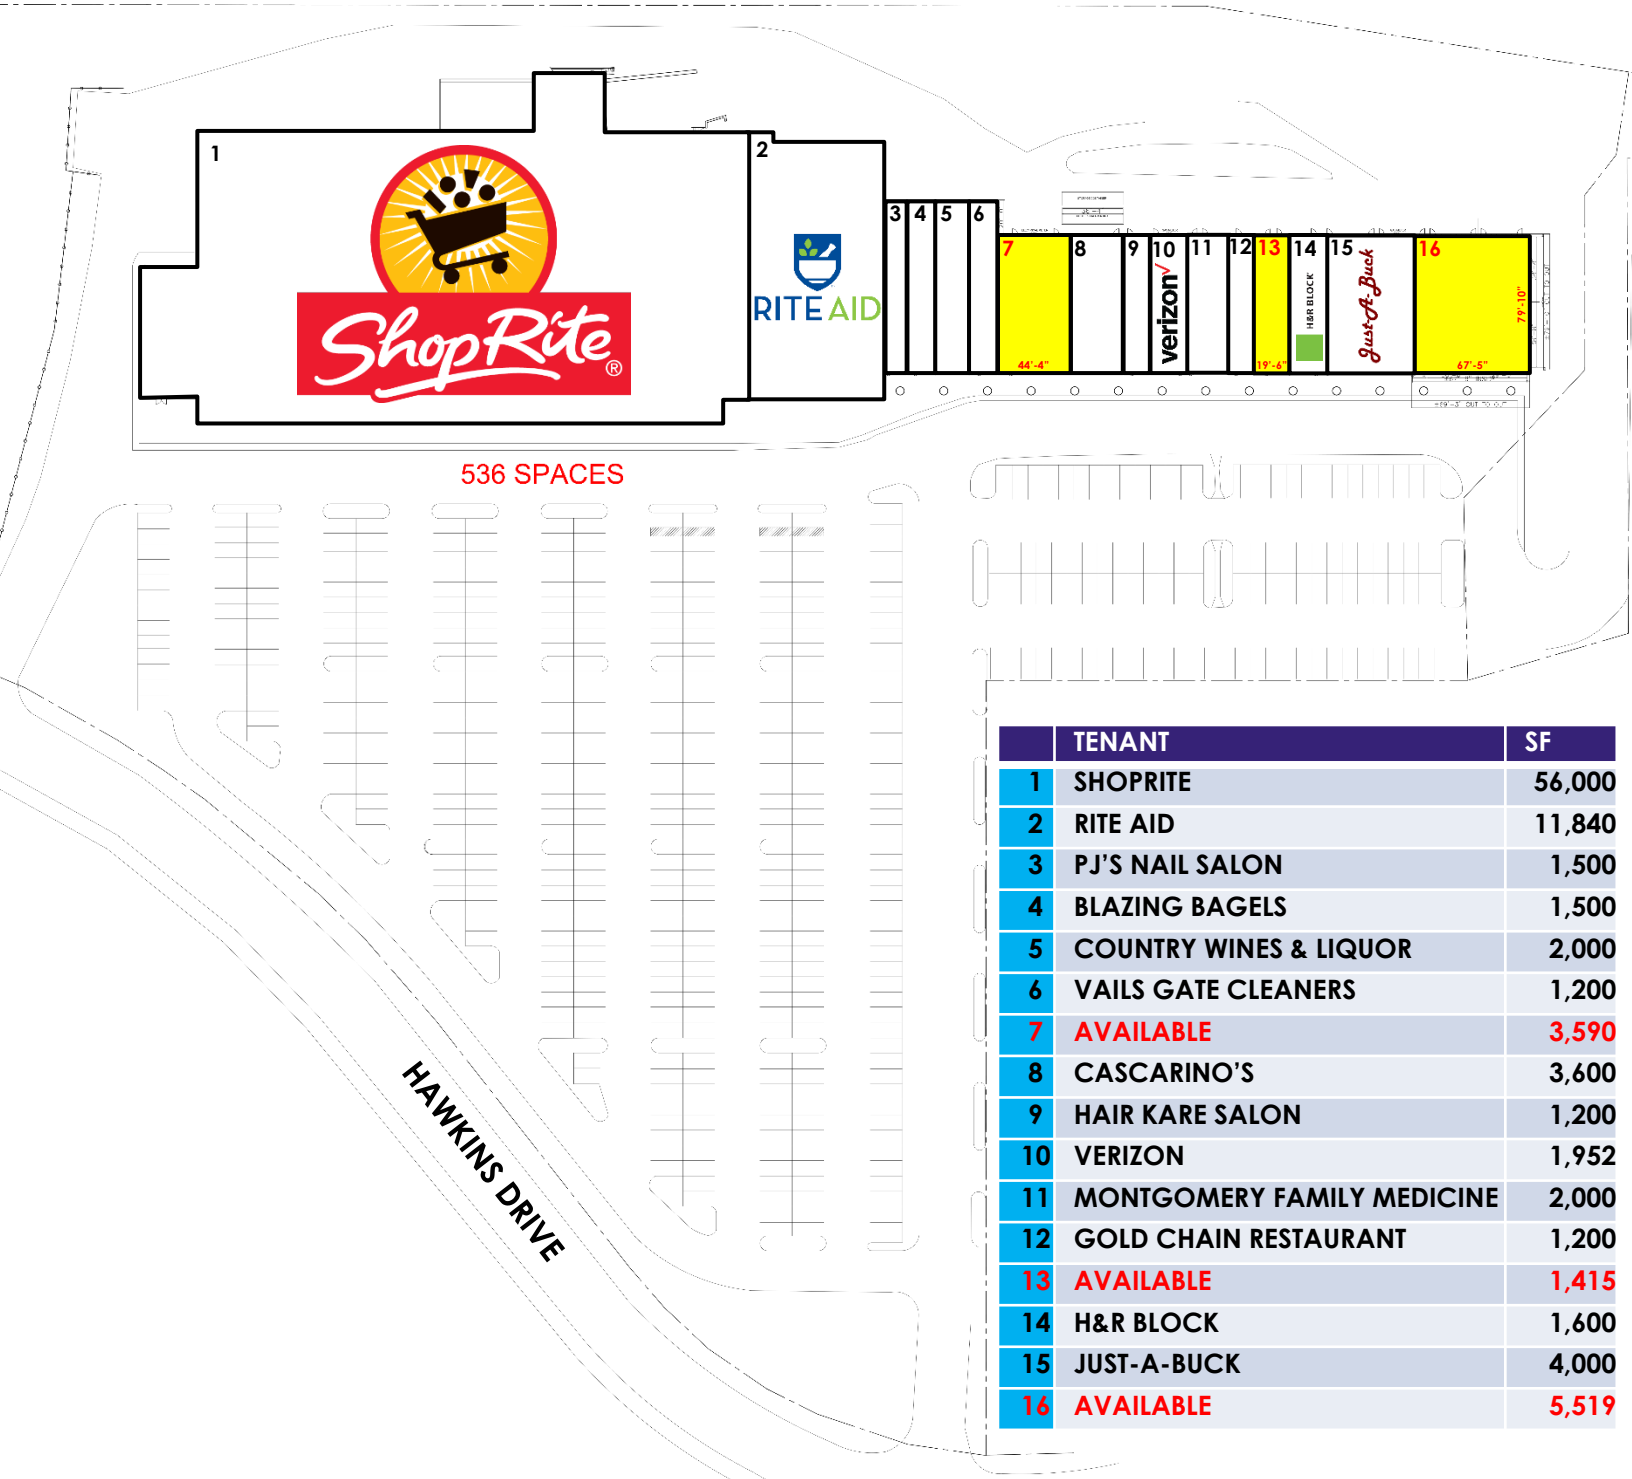 1
2
3 4 5 6
7 8 9 10 11 12 13 14 15 16
ShopRite®
RITE AID
verizon
H&R BLOCK
Just-A-Buck
79'-10"
44'-4"
19'-6"
67'-5"
536 SPACES
HAWKINS DRIVE
TENANT SF
1 SHOPRITE 56,000
2 RITE AID 11,840
3 PJ'S NAIL SALON 1,500
4 BLAZING BAGELS 1,500
5 COUNTRY WINES & LIQUOR 2,000
6 VAILS GATE CLEANERS 1,200
7 AVAILABLE 3,590
8 CASCARINO'S 3,600
9 HAIR KARE SALON 1,200
10 VERIZON 1,952
11 MONTGOMERY FAMILY MEDICINE 2,000
12 GOLD CHAIN RESTAURANT 1,200
13 AVAILABLE 1,415
14 H&R BLOCK 1,600
15 JUST-A-BUCK 4,000
16 AVAILABLE 5,519